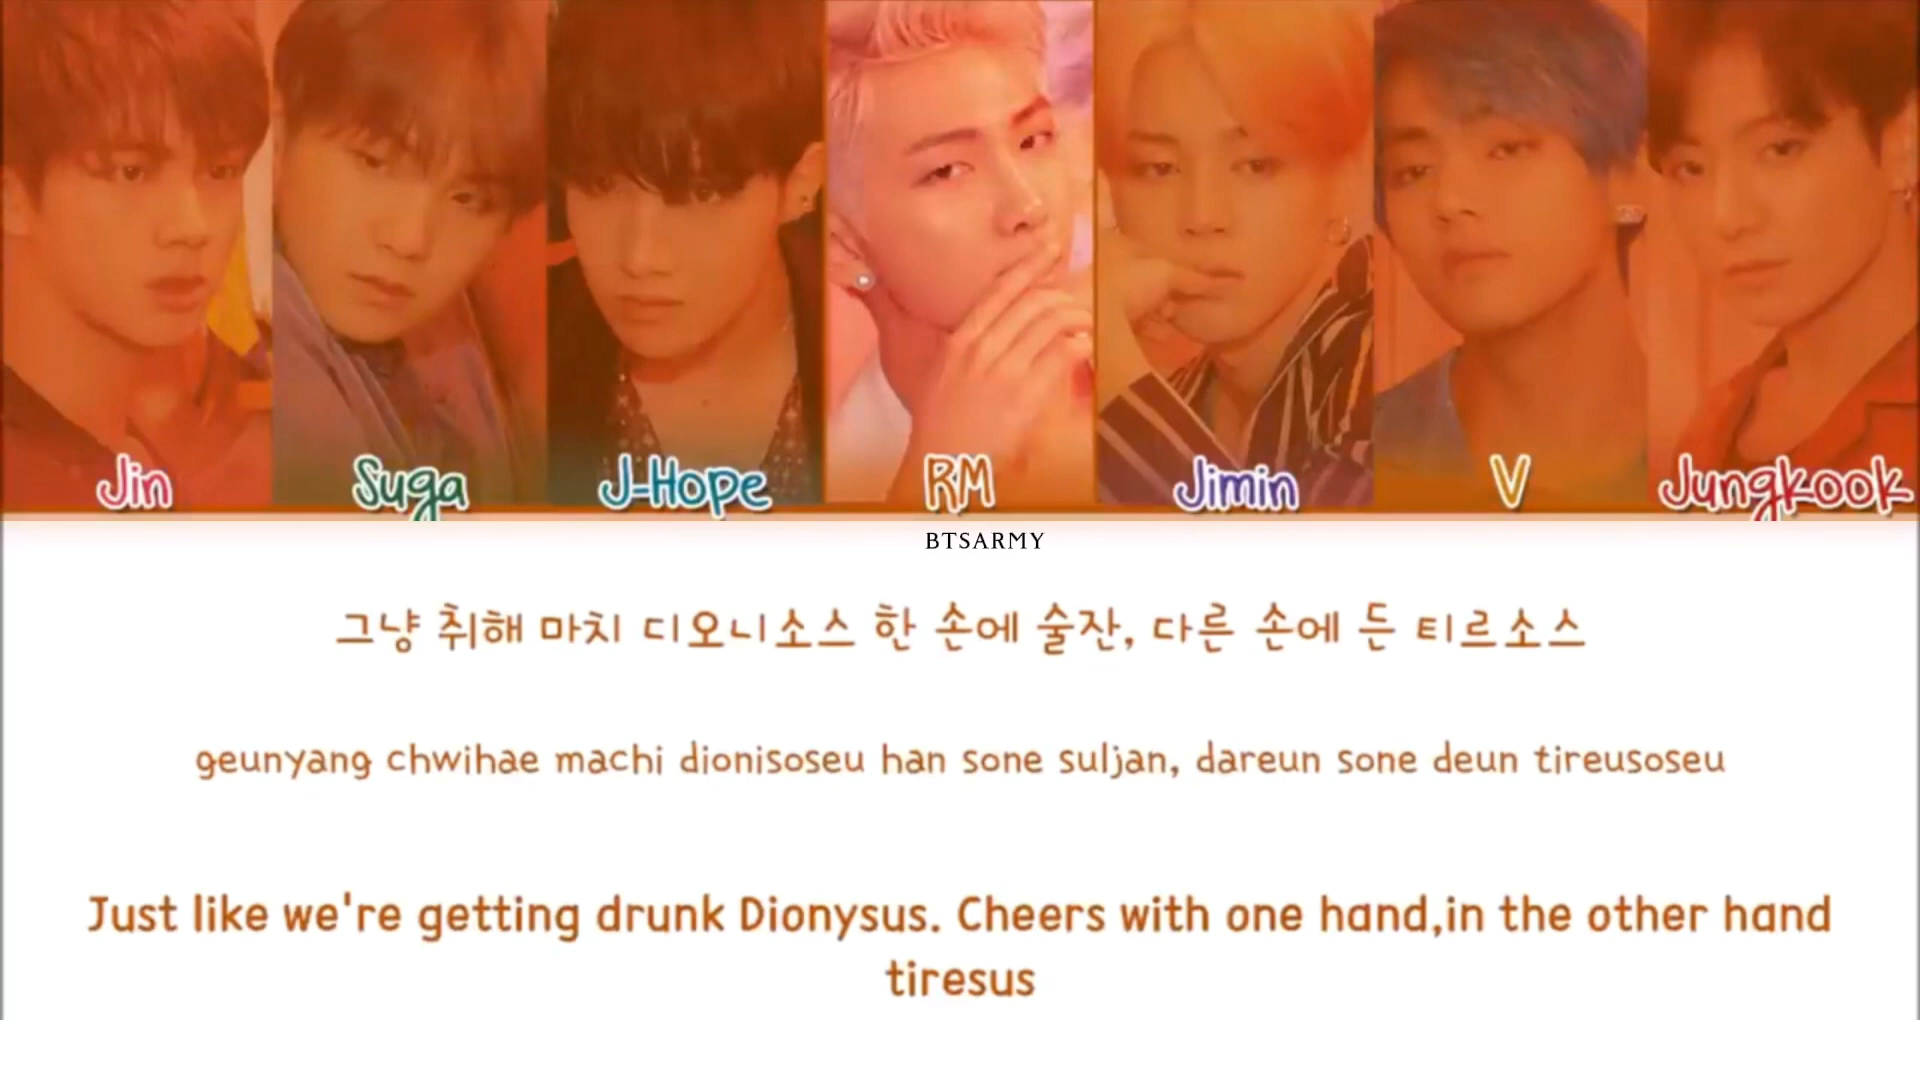 Jin Suga J-Hope RM Jimin V Jungkook
BTSARMY
그냥 취해 마치 디오니소스 한 손에 술잔, 다른 손에 든 티르소스
geunyang chwihae machi dionisoseu han sone suljan, dareun sone deun tireusoseu
Just like we're getting drunk Dionysus. Cheers with one hand,in the other hand
tiresus